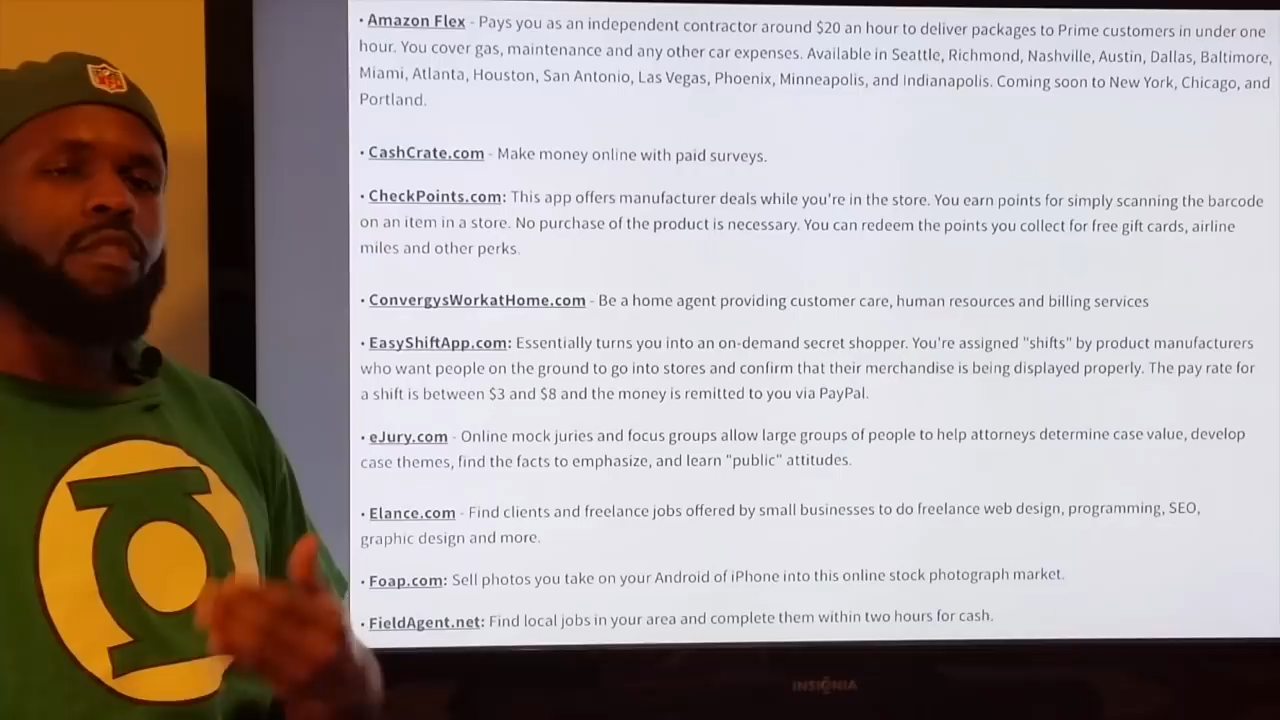 • Amazon Flex - Pays you as an independent contractor around $20 an hour to deliver packages to Prime customers in under one
hour. You cover gas, maintenance and any other car expenses. Available in Seattle, Richmond, Nashville, Austin, Dallas, Baltimore,
Miami, Atlanta, Houston, San Antonio, Las Vegas, Phoenix, Minneapolis, and Indianapolis. Coming soon to New York, Chicago, and
Portland.
• CashCrate.com - Make money online with paid surveys.
• CheckPoints.com: This app offers manufacturer deals while you're in the store. You earn points for simply scanning the barcode
on an item in a store. No purchase of the product is necessary. You can redeem the points you collect for free gift cards, airline
miles and other perks.
• ConvergysWorkatHome.com - Be a home agent providing customer care, human resources and billing services
• EasyShiftApp.com: Essentially turns you into an on-demand secret shopper. You're assigned "shifts" by product manufacturers
who want people on the ground to go into stores and confirm that their merchandise is being displayed properly. The pay rate for
a shift is between $3 and $8 and the money is remitted to you via PayPal.
• eJury.com - Online mock juries and focus groups allow large groups of people to help attorneys determine case value, develop
case themes, find the facts to emphasize, and learn "public" attitudes.
• Elance.com - Find clients and freelance jobs offered by small businesses to do freelance web design, programming, SEO,
graphic design and more.
• Foap.com: Sell photos you take on your Android of iPhone into this online stock photograph market.
• FieldAgent.net: Find local jobs in your area and complete them within two hours for cash.
INSIGNIA
NFL